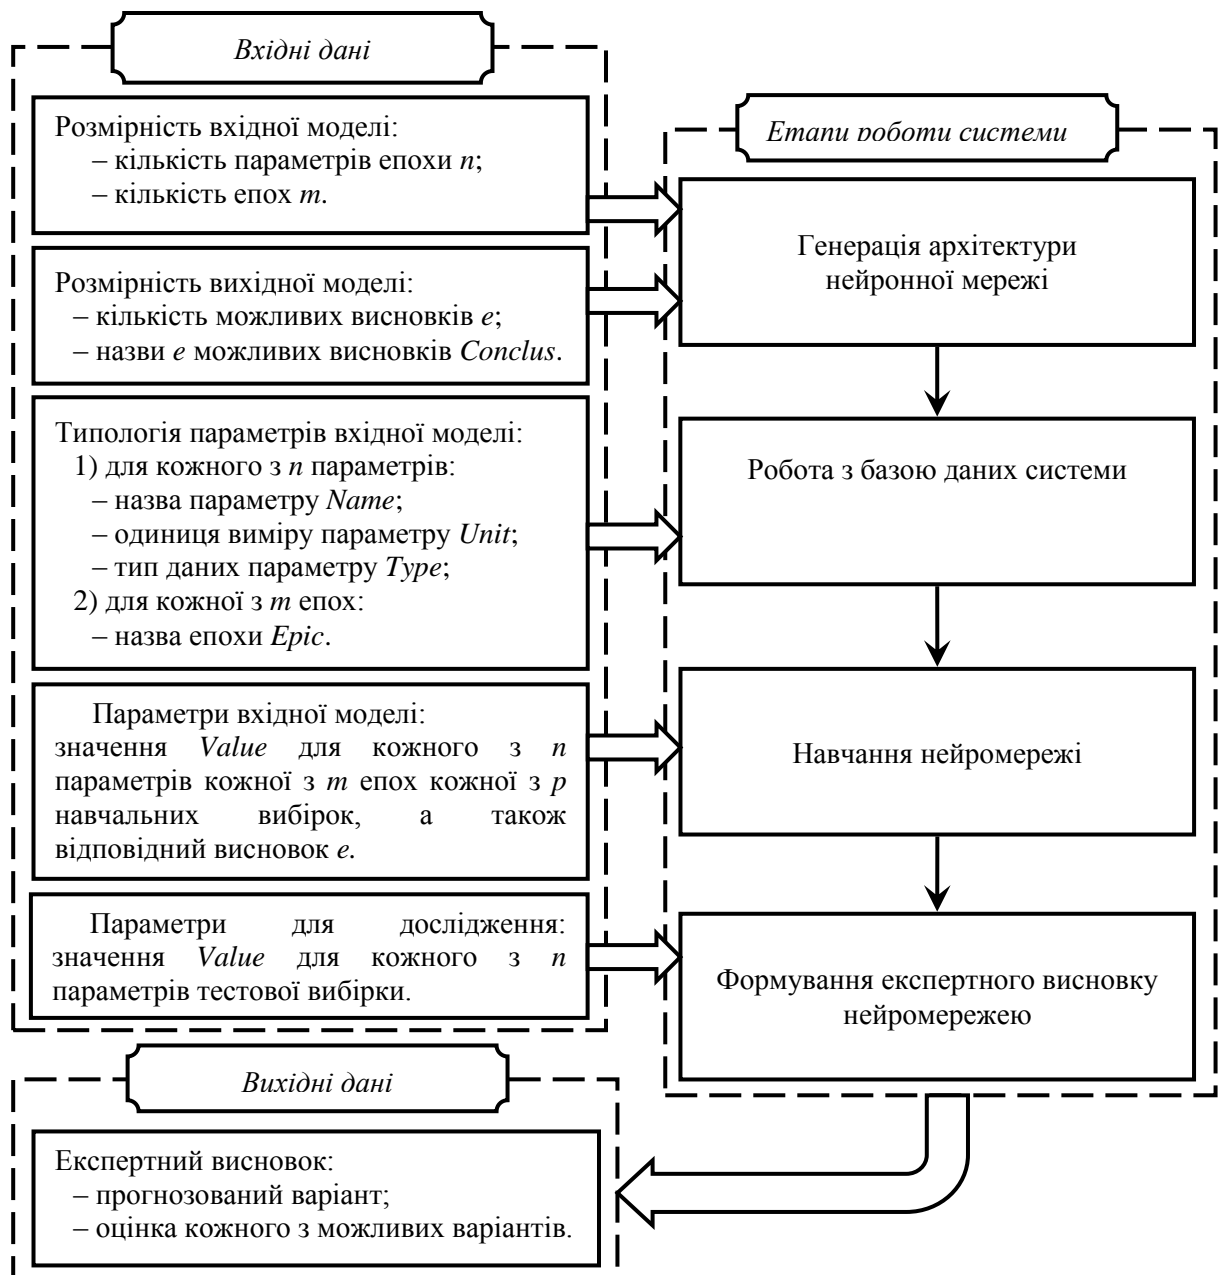 Вхідні дані
Розмірність вхідної моделі:
– кількість параметрів епохи n;
– кількість епох m.
Розмірність вихідної моделі:
– кількість можливих висновків e;
– назви e можливих висновків Conclus.
Типологія параметрів вхідної моделі:
1) для кожного з n параметрів:
– назва параметру Name;
– одиниця виміру параметру Unit;
– тип даних параметру Type;
2) для кожної з m епох:
– назва епохи Epic.
Параметри вхідної моделі:
значення Value для кожного з n
параметрів кожної з m епох кожної з p
навчальних вибірок, а також
відповідний висновок e.
Параметри для дослідження:
значення Value для кожного з n
параметрів тестової вибірки.
Етапи роботи системи
Генерація архітектури
нейронної мережі
Робота з базою даних системи
Навчання нейромережі
Формування експертного висновку
нейромережею
Вихідні дані
Експертний висновок:
– прогнозований варіант;
– оцінка кожного з можливих варіантів.